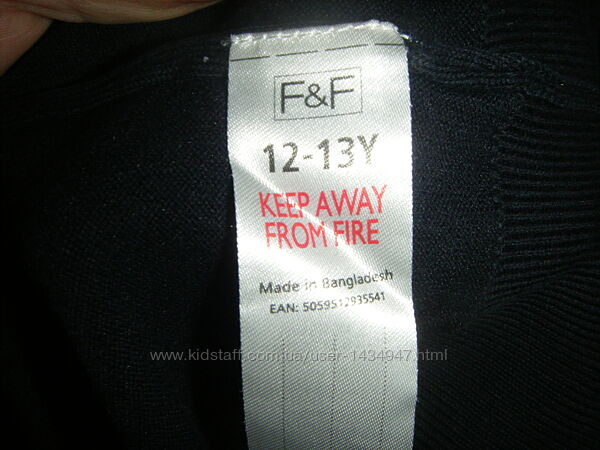 F&F
12-13Y
KEEP AWAY
FROM FIRE
Made in Bangladesh
EAN: 5059512935541
www.kidstaff.com.ua/user-1434947.html